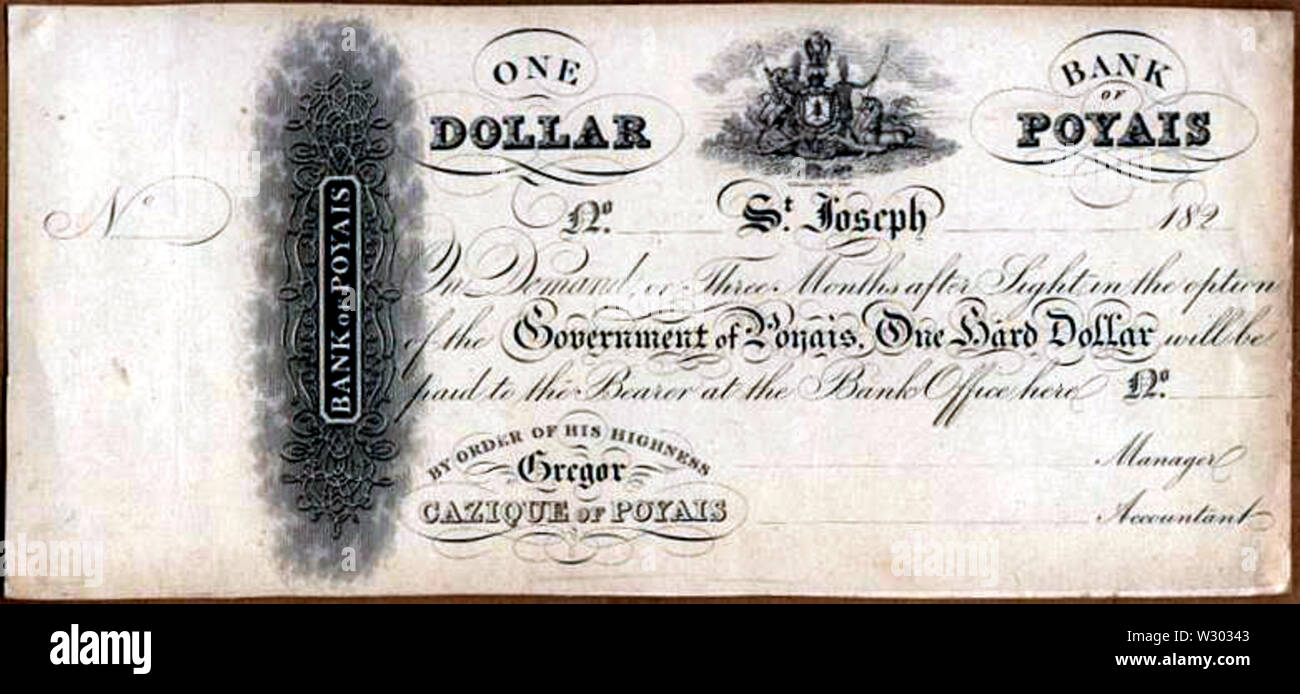 ONE
DOLLAR
BANK
OF
POYAIS
BANK OF POYAIS
No.
No. St. Joseph 182
On Demand, or Three Months after Sight in the option
of the Government of Poyais, One Hard Dollar will be
paid to the Bearer at the Bank Office here No.
BY ORDER OF HIS HIGHNESS
Gregor
CAZIQUE OF POYAIS
Manager
Accountant
alamy
alamy
Image ID: W30343
www.alamy.com